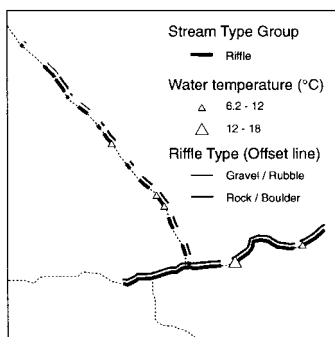 Stream Type Group
Riffle
Water temperature (°C)
6.2 - 12
12 - 18
Riffle Type (Offset line)
Gravel / Rubble
Rock / Boulder